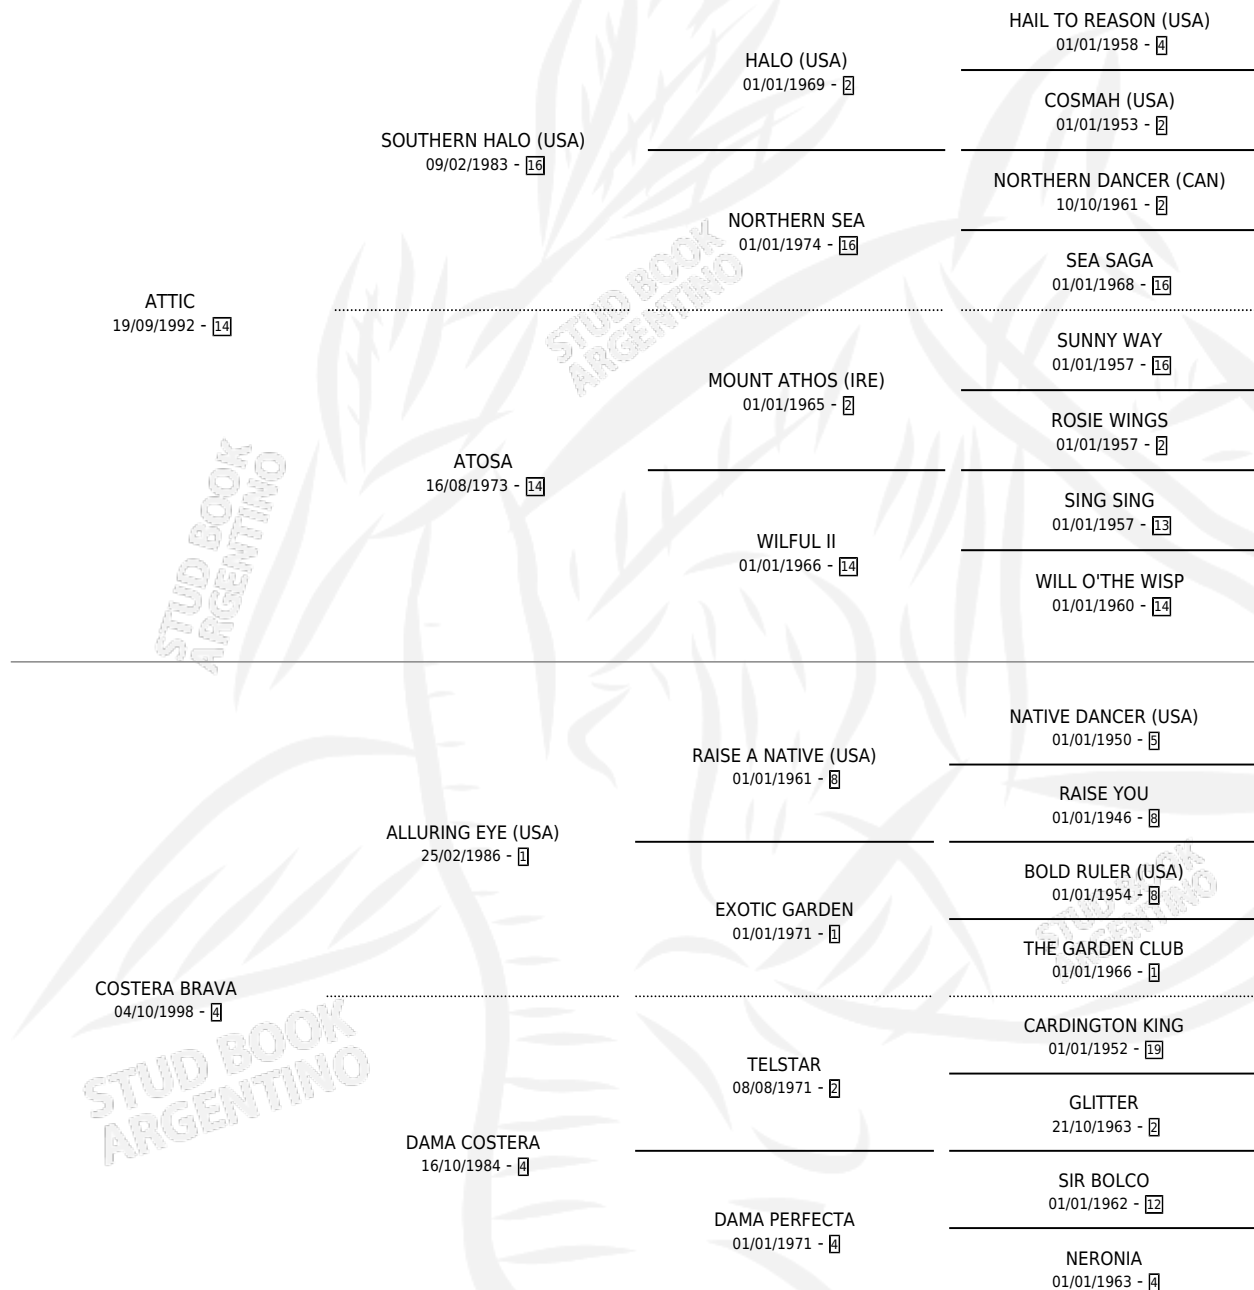 HAIL TO REASON (USA)
01/01/1958 - 4
HALO (USA)
01/01/1969 - 2
COSMAH (USA)
01/01/1953 - 2
SOUTHERN HALO (USA)
09/02/1983 - 16
NORTHERN DANCER (CAN)
10/10/1961 - 2
NORTHERN SEA
01/01/1974 - 16
SEA SAGA
01/01/1968 - 16
ATTIC
19/09/1992 - 14
SUNNY WAY
01/01/1957 - 16
MOUNT ATHOS (IRE)
01/01/1965 - 2
ROSIE WINGS
01/01/1957 - 2
ATOSA
16/08/1973 - 14
SING SING
01/01/1957 - 13
WILFUL II
01/01/1966 - 14
WILL O'THE WISP
01/01/1960 - 14
NATIVE DANCER (USA)
01/01/1950 - 5
RAISE A NATIVE (USA)
01/01/1961 - 8
RAISE YOU
01/01/1946 - 8
ALLURING EYE (USA)
25/02/1986 - 1
BOLD RULER (USA)
01/01/1954 - 8
EXOTIC GARDEN
01/01/1971 - 1
THE GARDEN CLUB
01/01/1966 - 1
COSTERA BRAVA
04/10/1998 - 4
CARDINGTON KING
01/01/1952 - 19
TELSTAR
08/08/1971 - 2
GLITTER
21/10/1963 - 2
DAMA COSTERA
16/10/1984 - 4
SIR BOLCO
01/01/1962 - 12
DAMA PERFECTA
01/01/1971 - 4
NERONIA
01/01/1963 - 4
STUD BOOK
ARGENTINO
STUD BOOK
ARGENTINO
STUD BOOK
ARGENTINO
STUD BOOK
ARGENTINO